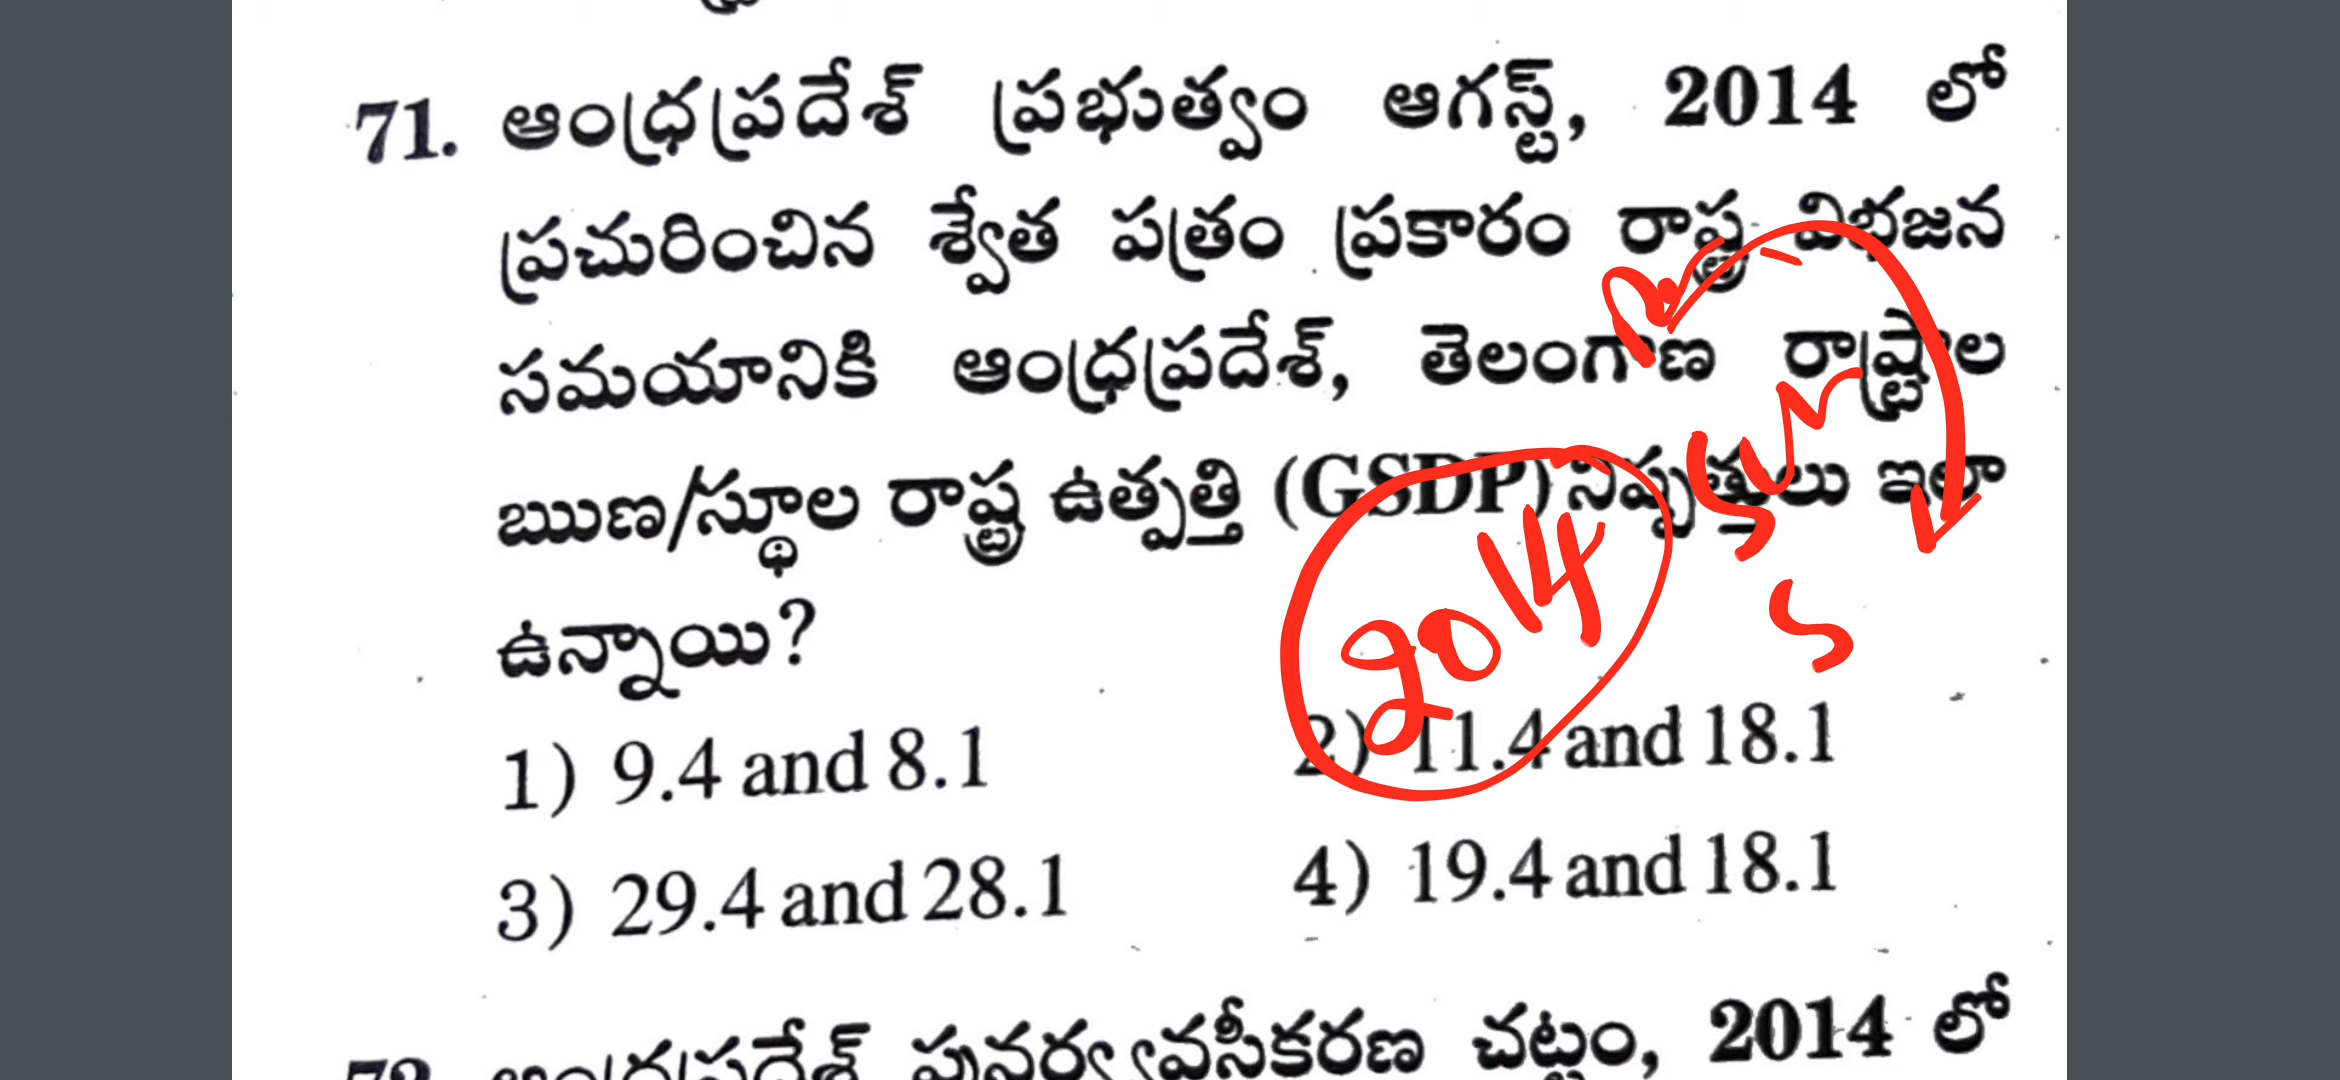 71. ఆంధ్రప్రదేశ్ ప్రభుత్వం ఆగస్ట్, 2014 లో
ప్రచురించిన శ్వేత పత్రం ప్రకారం రాష్ట్ర విభజన
సమయానికి ఆంధ్రప్రదేశ్, తెలంగాణ రాష్ట్రాల
ఋణ/స్థూల రాష్ట్ర ఉత్పత్తి (GSDP) నిష్పత్తులు ఇలా
ఉన్నాయి?
2014
1) 9.4 and 8.1 2) 11.4 and 18.1
3) 29.4 and 28.1 4) 19.4 and 18.1
ఆంధ్రప్రదేశ్ పునర్వ్యవసీకరణ చట్టం, 2014 లో